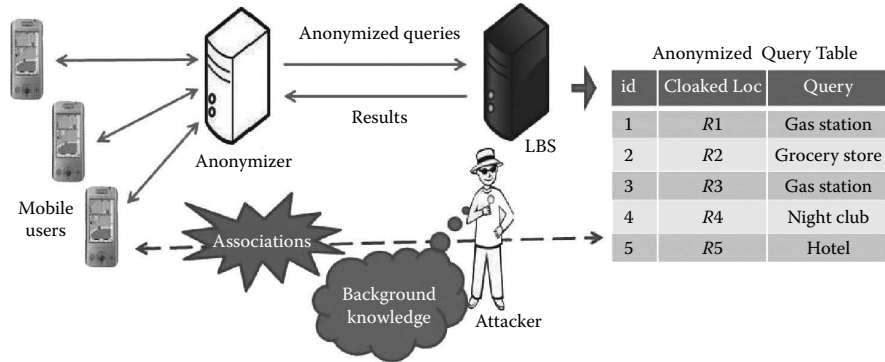 Anonymized queries
Results
Anonymizer
LBS
Mobile
users
Associations
Background
knowledge
Attacker
Anonymized Query Table
id Cloaked Loc Query
1 R1 Gas station
2 R2 Grocery store
3 R3 Gas station
4 R4 Night club
5 R5 Hotel